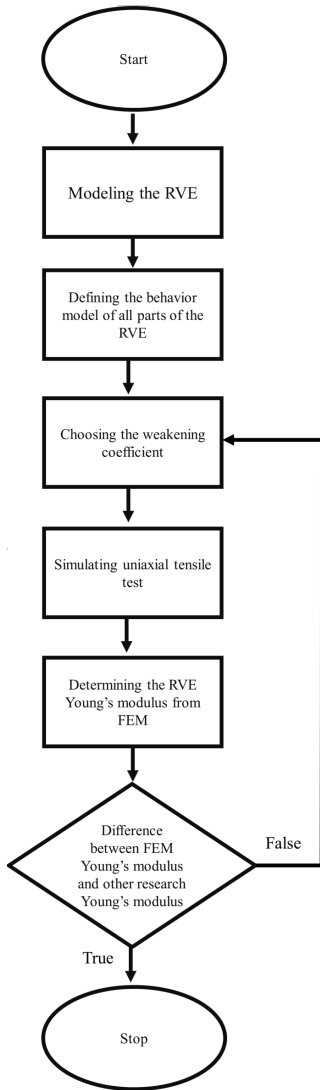 Start
Modeling the RVE
Defining the behavior
model of all parts of the
RVE
Choosing the weakening
coefficient
Simulating uniaxial tensile
test
Determining the RVE
Young's modulus from
FEM
Difference
between FEM
Young's modulus
and other research
Young's modulus
False
True
Stop